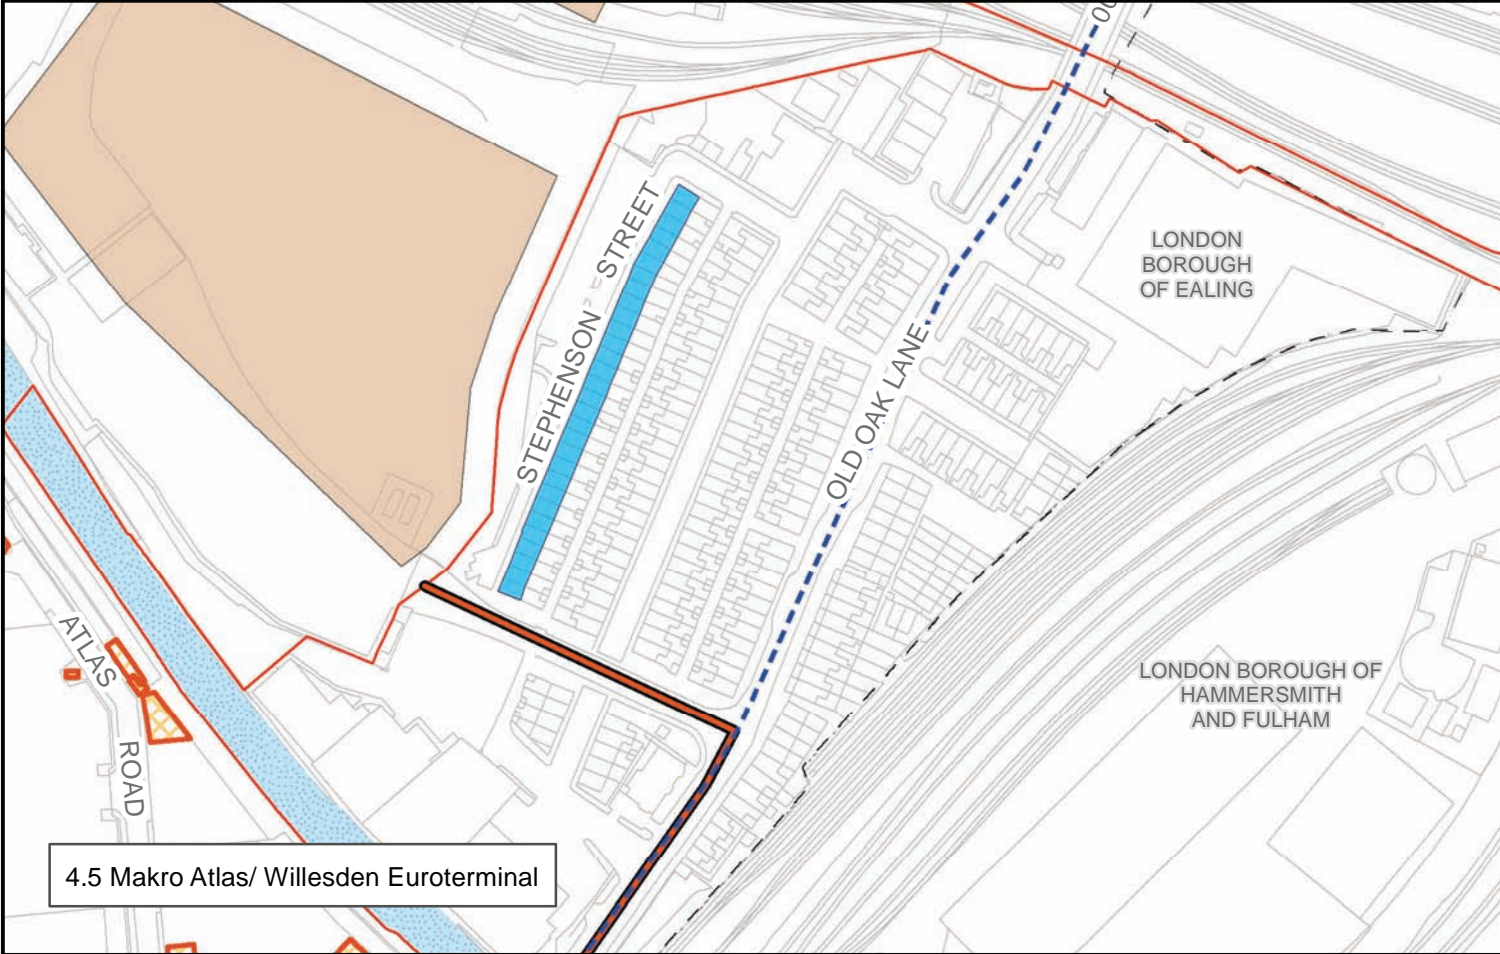 STEPHENSON STREET
OLD OAK LANE
LONDON
BOROUGH
OF EALING
LONDON BOROUGH OF
HAMMERSMITH
AND FULHAM
ATLAS
ROAD
4.5 Makro Atlas/ Willesden Euroterminal